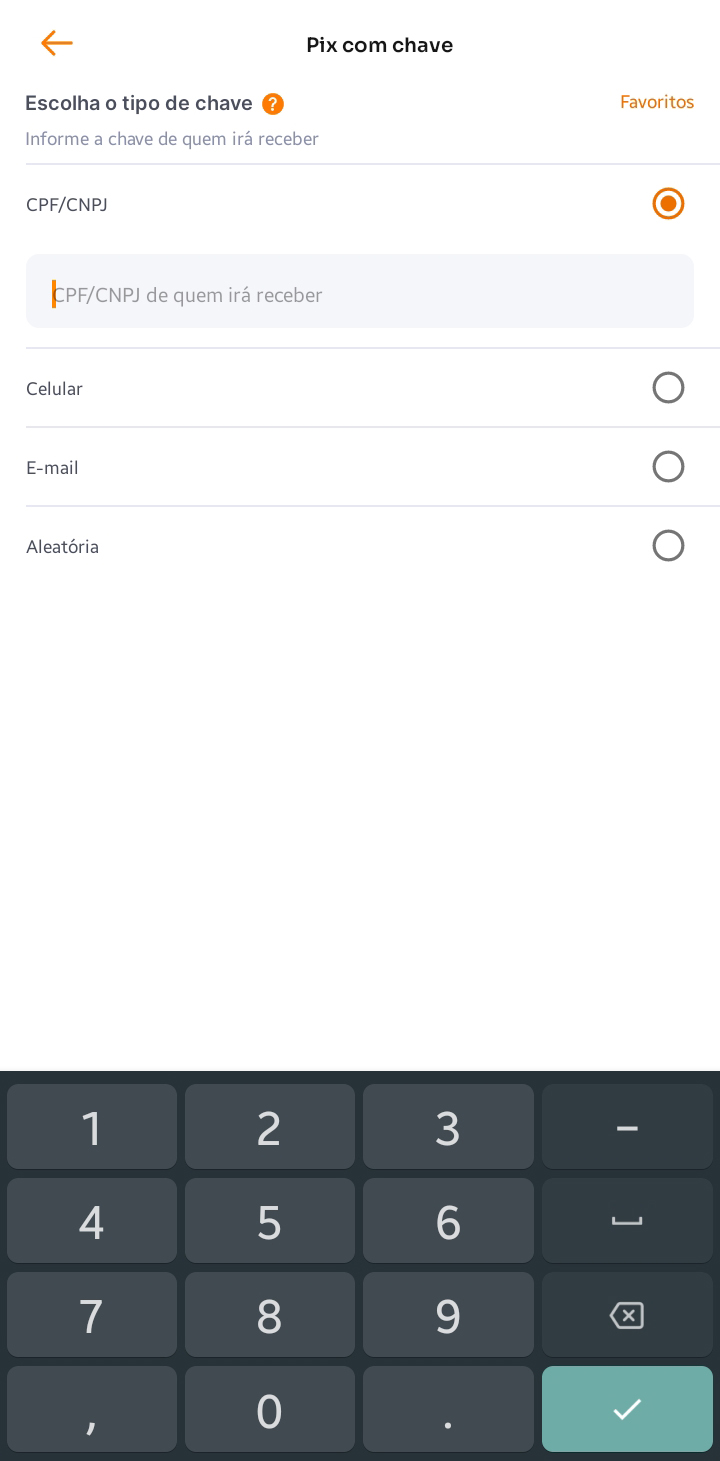 Pix com chave
Escolha o tipo de chave ?
Favoritos
Informe a chave de quem irá receber
CPF/CNPJ
CPF/CNPJ de quem irá receber
Celular
E-mail
Aleatória
1 2 3 –
4 5 6
7 8 9
, 0 .